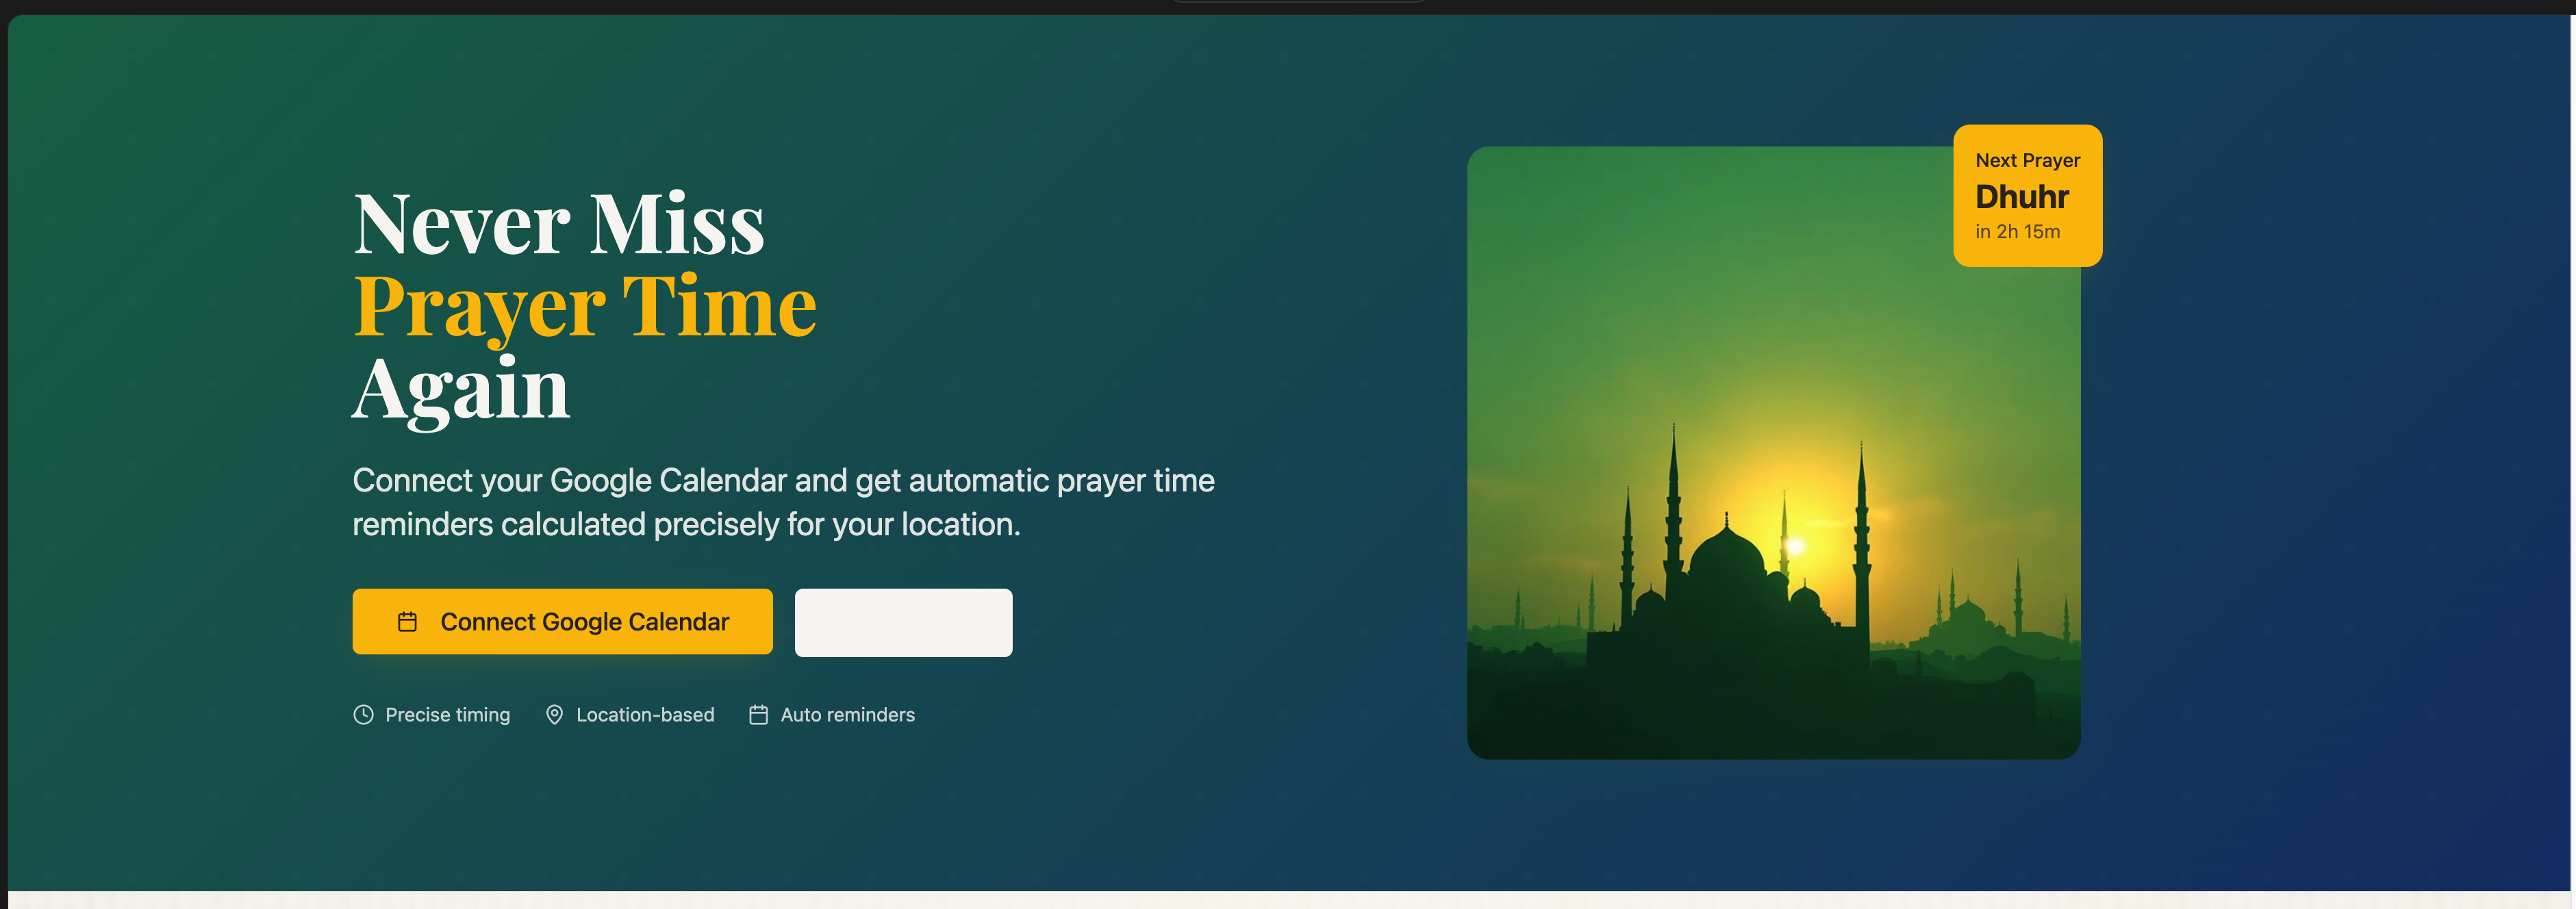 Never Miss
Prayer Time
Again
Connect your Google Calendar and get automatic prayer time
reminders calculated precisely for your location.
Connect Google Calendar
Precise timing
Location-based
Auto reminders
Next Prayer
Dhuhr
in 2h 15m